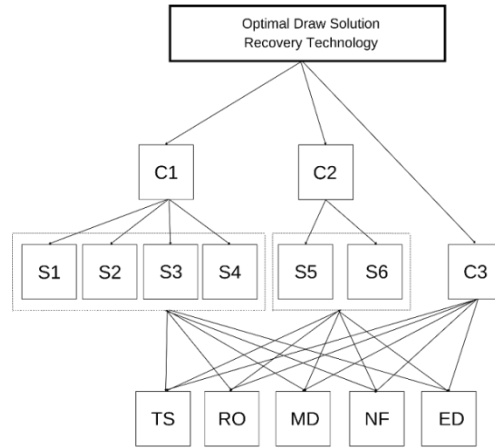 Optimal Draw Solution
Recovery Technology
C1
C2
S1
S2
S3
S4
S5
S6
C3
TS
RO
MD
NF
ED